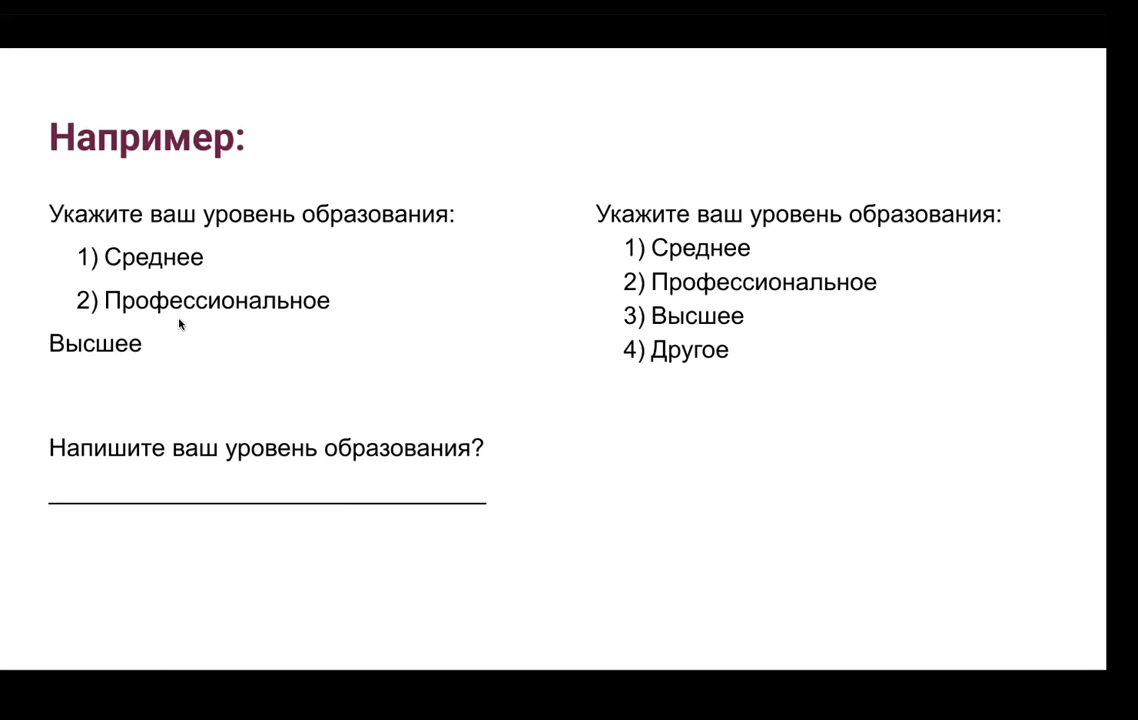 Например:
Укажите ваш уровень образования:
1) Среднее
2) Профессиональное
Высшее
Напишите ваш уровень образования?
Укажите ваш уровень образования:
1) Среднее
2) Профессиональное
3) Высшее
4) Другое